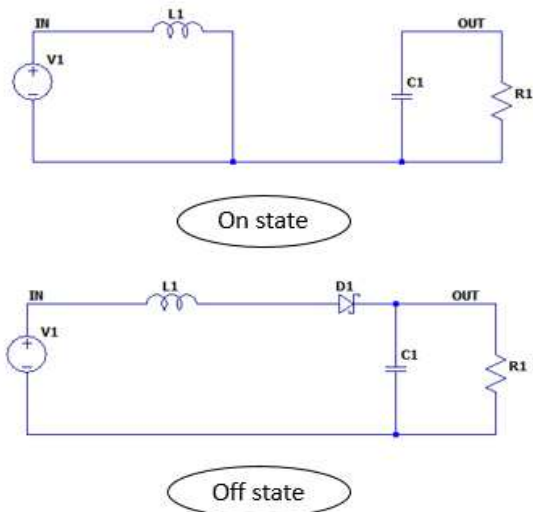 IN
L1
OUT
V1
+
−
C1
R1
On state
IN
L1
D1
OUT
V1
+
−
C1
R1
Off state